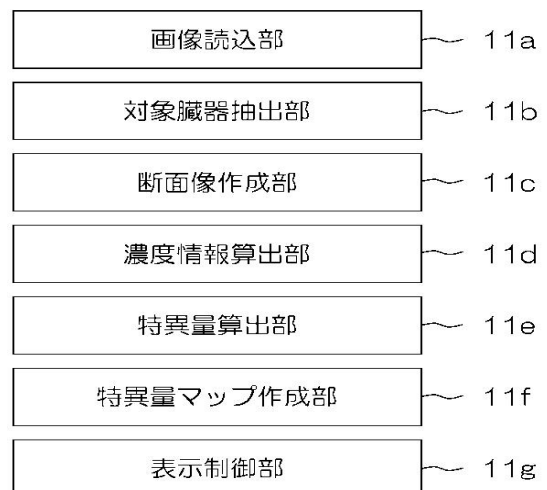 画像読込部 11a
対象臓器抽出部 11b
断面像作成部 11c
濃度情報算出部 11d
特異量算出部 11e
特異量マップ作成部 11f
表示制御部 11g